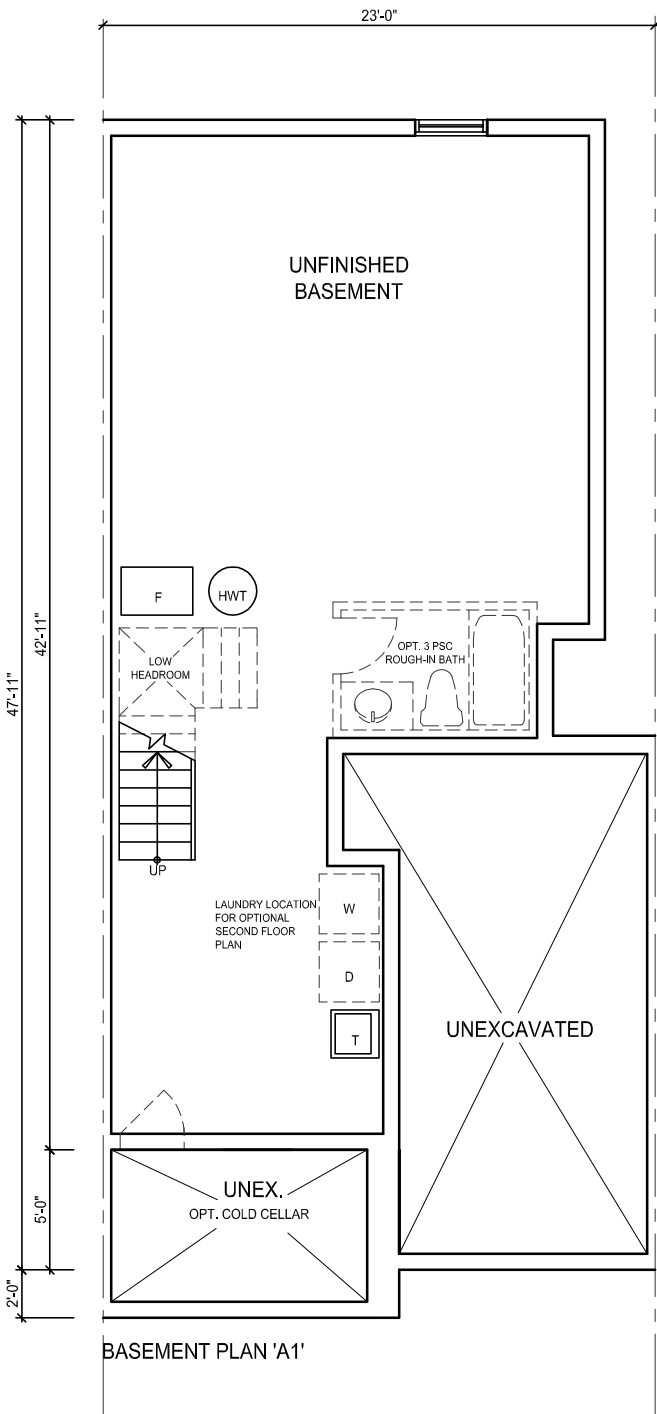 23'-0"
UNFINISHED
BASEMENT
47'-11"
42'-11"
F
HWT
LOW
HEADROOM
OPT. 3 PSC
ROUGH-IN BATH
UP
LAUNDRY LOCATION
FOR OPTIONAL
SECOND FLOOR
PLAN
W
D
T
UNEXCAVATED
5'-0"
UNEX.
OPT. COLD CELLAR
2'-0"
BASEMENT PLAN 'A1'